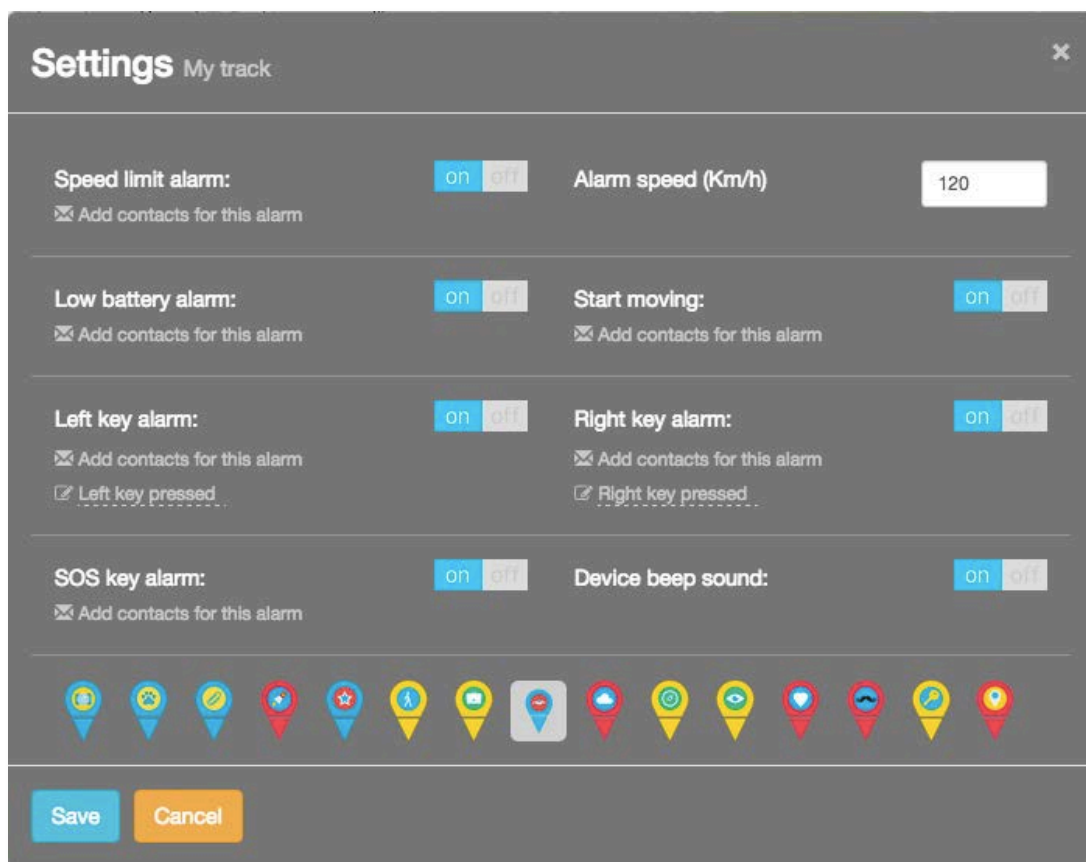 Settings My track
×
Speed limit alarm:
on off
Alarm speed (Km/h)
120
Add contacts for this alarm
Low battery alarm:
on off
Start moving:
on off
Add contacts for this alarm
Add contacts for this alarm
Left key alarm:
on off
Right key alarm:
on off
Add contacts for this alarm
Add contacts for this alarm
Left key pressed
Right key pressed
SOS key alarm:
on off
Device beep sound:
on off
Add contacts for this alarm
Save
Cancel